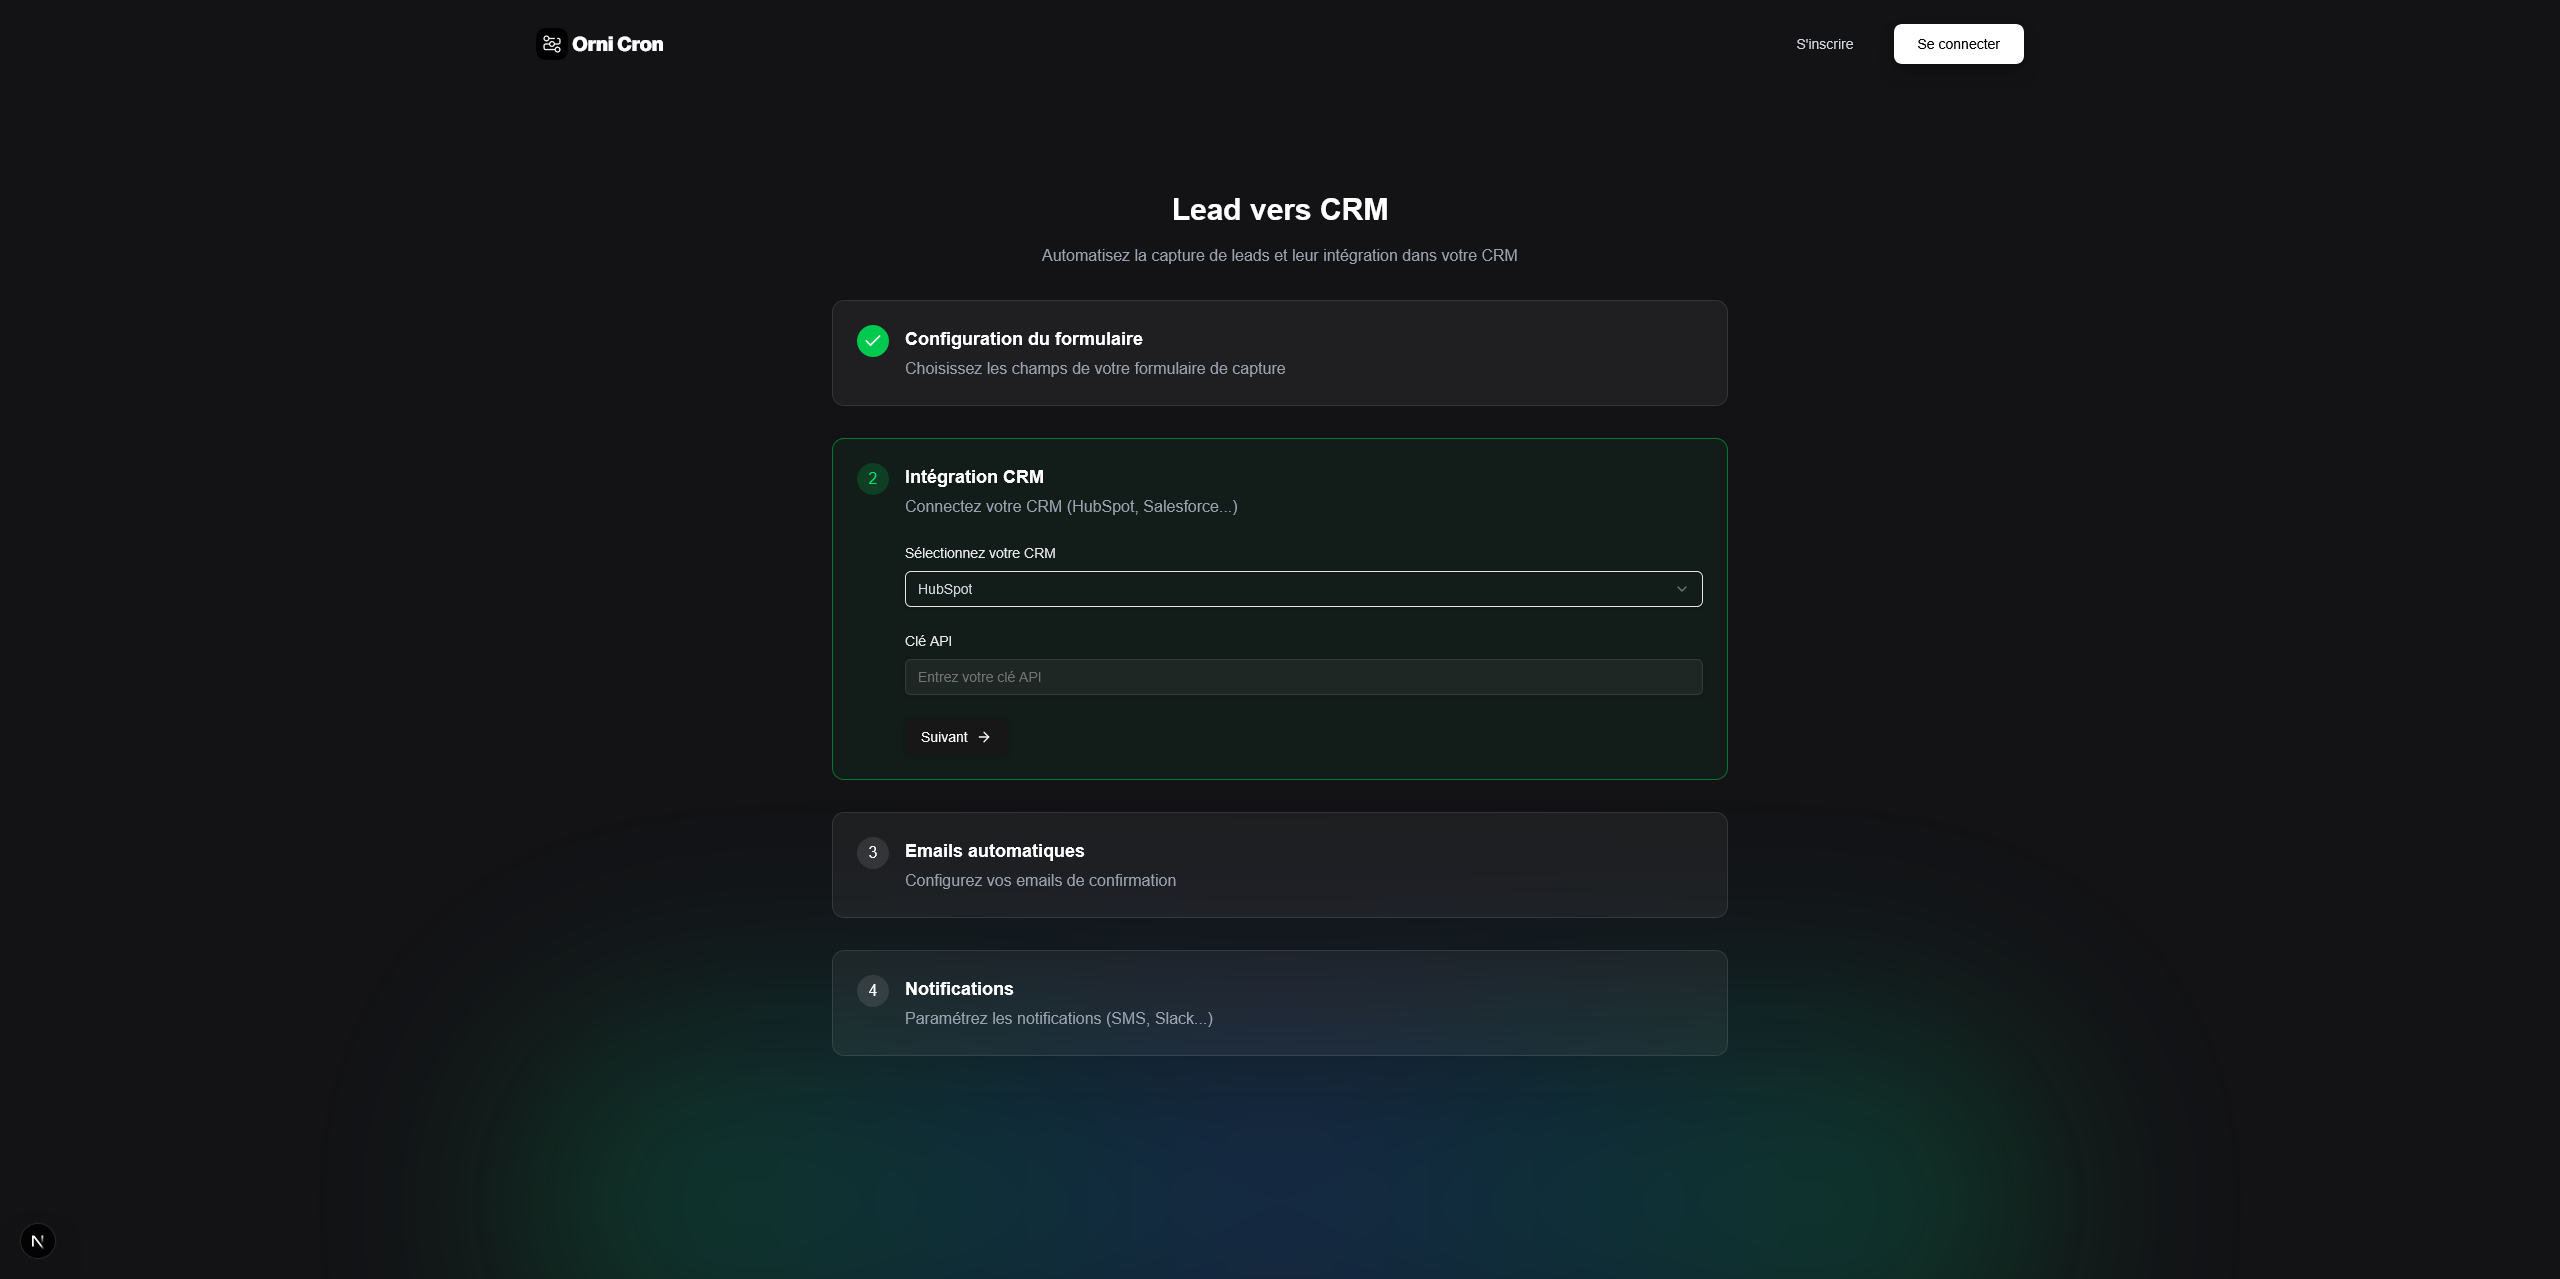 Orni Cron
S'inscrire
Se connecter
Lead vers CRM
Automatisez la capture de leads et leur intégration dans votre CRM
Configuration du formulaire
Choisissez les champs de votre formulaire de capture
2
Intégration CRM
Connectez votre CRM (HubSpot, Salesforce...)
Sélectionnez votre CRM
HubSpot
Clé API
Entrez votre clé API
Suivant
3
Emails automatiques
Configurez vos emails de confirmation
4
Notifications
Paramétrez les notifications (SMS, Slack...)
N